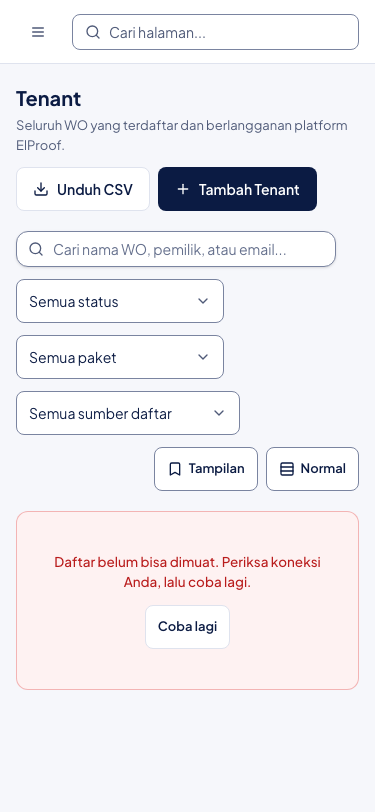 Cari halaman...
Tenant
Seluruh WO yang terdaftar dan berlangganan platform
ElProof.
Unduh CSV
Tambah Tenant
Cari nama WO, pemilik, atau email...
Semua status
Semua paket
Semua sumber daftar
Tampilan
Normal
Daftar belum bisa dimuat. Periksa koneksi
Anda, lalu coba lagi.
Coba lagi